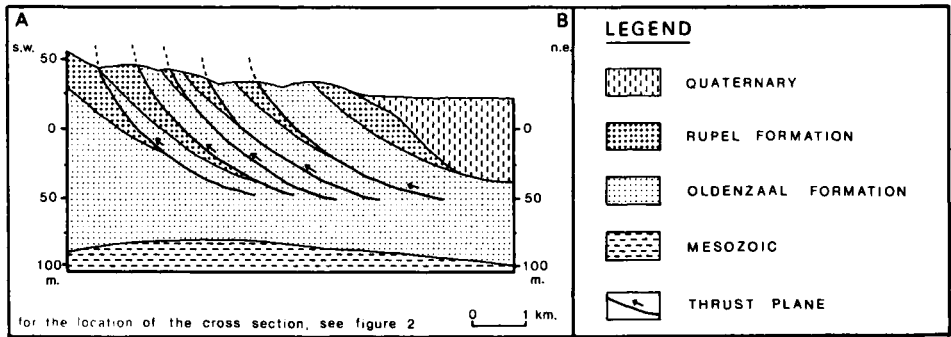 A
B
s.w.
n.e.
50
50
0
0
50
50
100
100
m.
m.
for the location of the cross section, see figure 2
0 1 km.
LEGEND
QUATERNARY
RUPEL FORMATION
OLDENZAAL FORMATION
MESOZOIC
THRUST PLANE